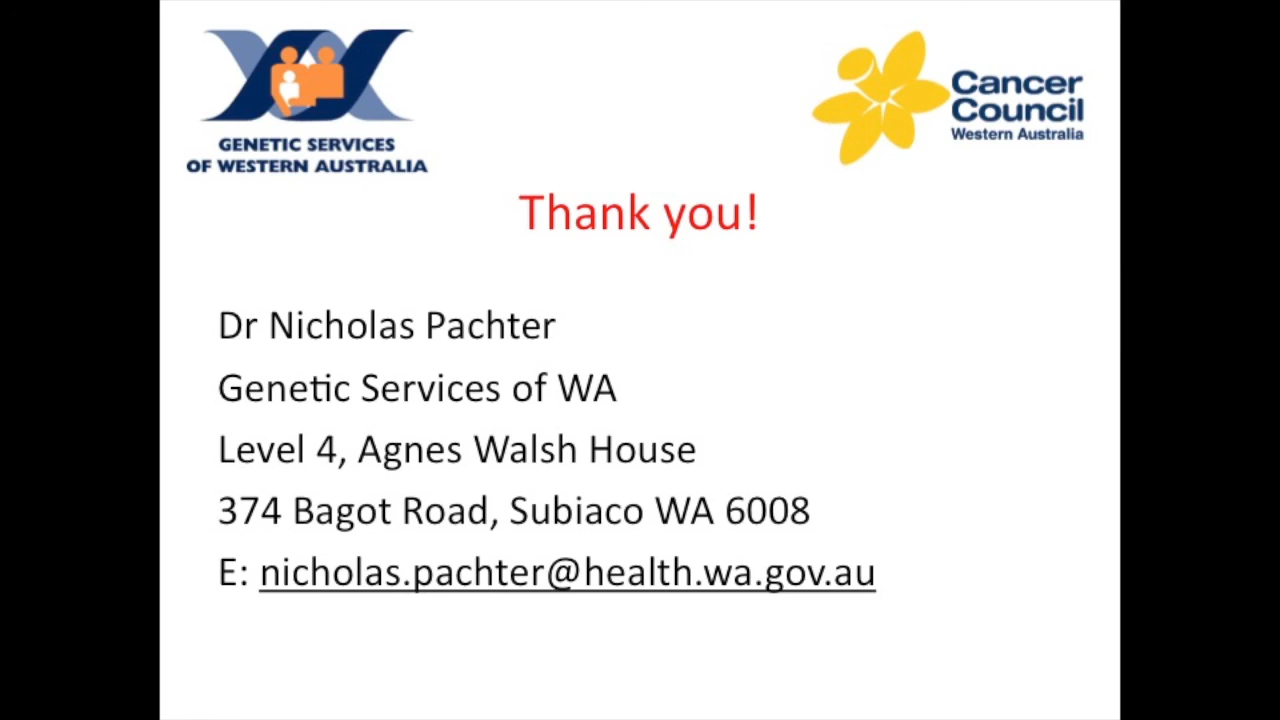 GENETIC SERVICES
OF WESTERN AUSTRALIA
Cancer
Council
Western Australia
Thank you!
Dr Nicholas Pachter
Genetic Services of WA
Level 4, Agnes Walsh House
374 Bagot Road, Subiaco WA 6008
E: nicholas.pachter@health.wa.gov.au